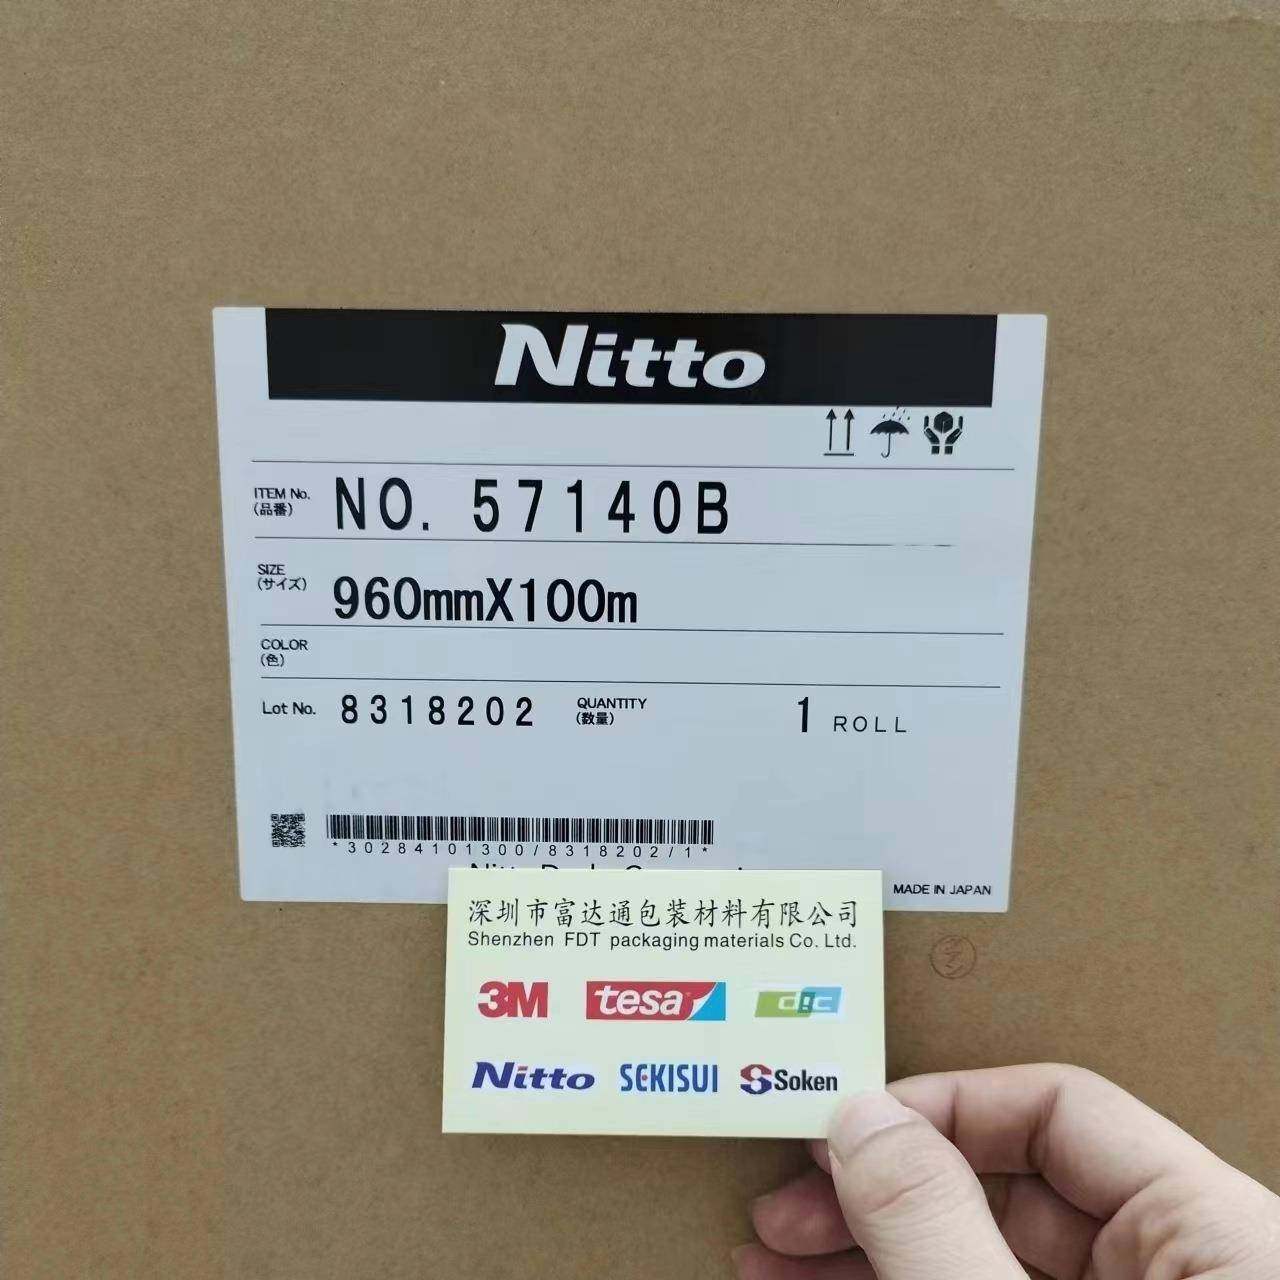 Nitto
ITEM No.
(品番)
NO. 57140B
SIZE
(サイズ)
960mmX100m
COLOR
(色)
Lot No. 8318202
QUANTITY
(数量)
1 ROLL
*30284101300/8318202/1*
MADE IN JAPAN
深圳市富达通包装材料有限公司
Shenzhen FDT packaging materials Co. Ltd.
3M tesa dic
Nitto SEKISUI Soken